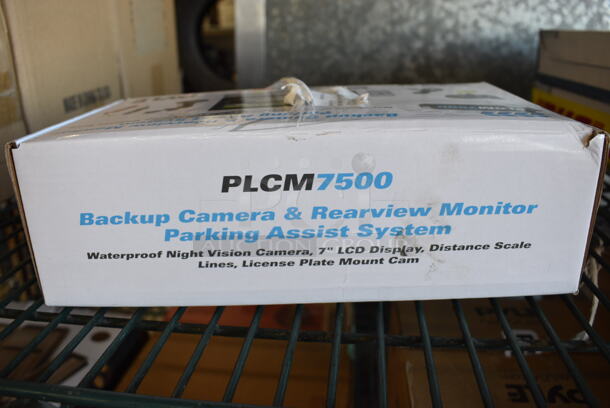 PLCM7500
Backup Camera & Rearview Monitor
Parking Assist System
Waterproof Night Vision Camera, 7" LCD Display, Distance Scale
Lines, License Plate Mount Cam